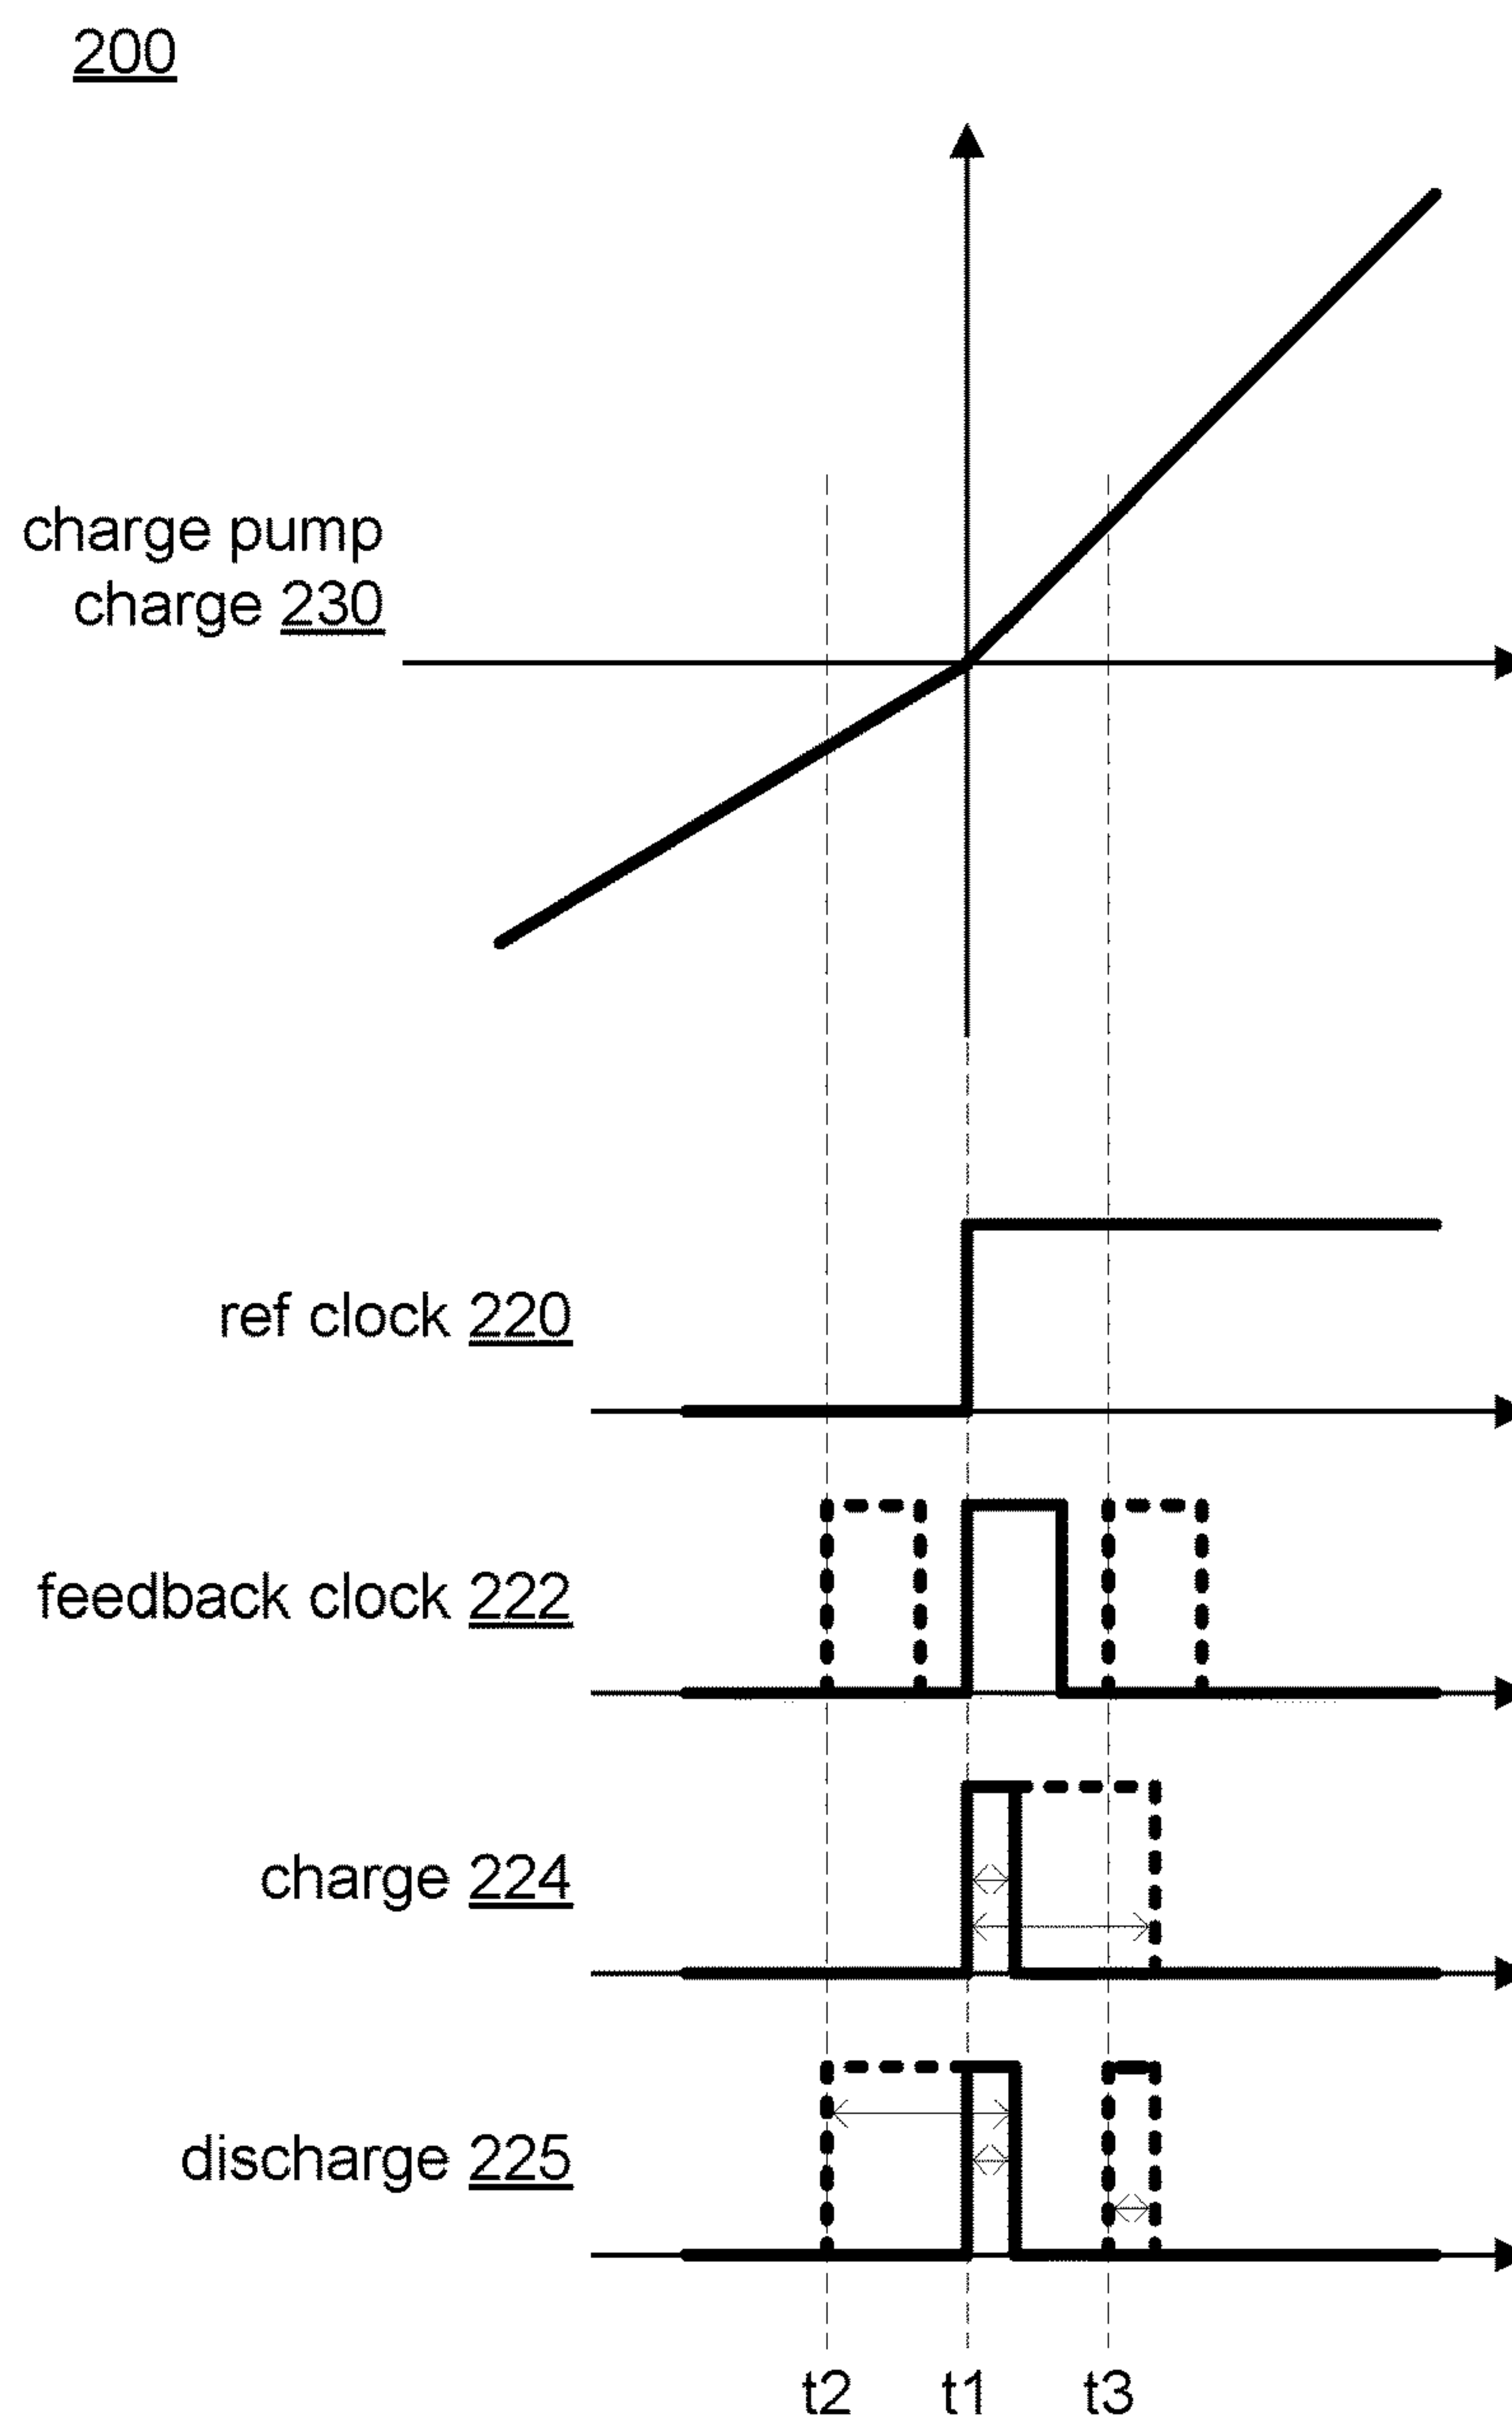 200
charge pump
charge 230
ref clock 220
feedback clock 222
charge 224
discharge 225
t2 t1 t3